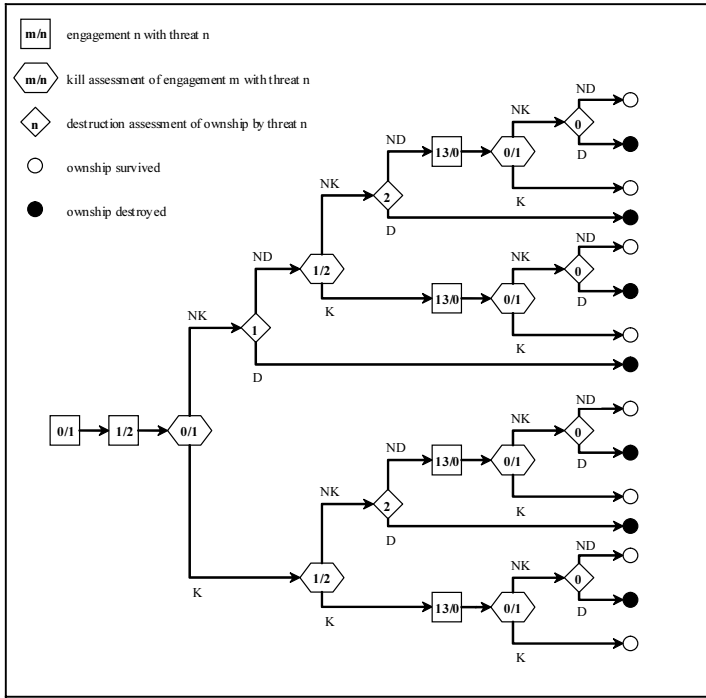 m/n engagement n with threat n
m/n kill assessment of engagement m with threat n
n destruction assessment of ownship by threat n
ownship survived
ownship destroyed
ND
NK
0
ND
D
13/0
0/1
NK
2
K
D
ND
NK
0
ND
1/2
D
13/0
0/1
NK
K
1
K
D
ND
NK
0
ND
D
0/1
1/2
0/1
13/0
0/1
NK
2
K
D
ND
NK
0
1/2
D
K
13/0
0/1
K
K